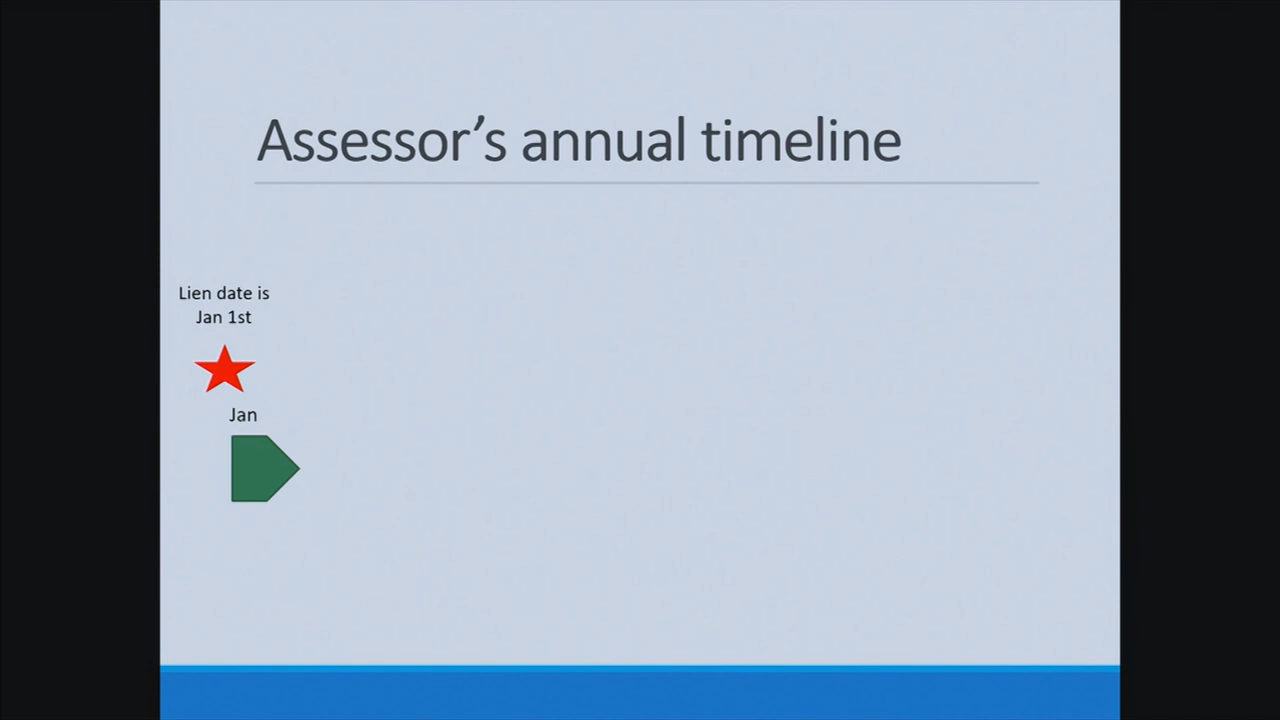 Assessor’s annual timeline
Lien date is
Jan 1st
Jan